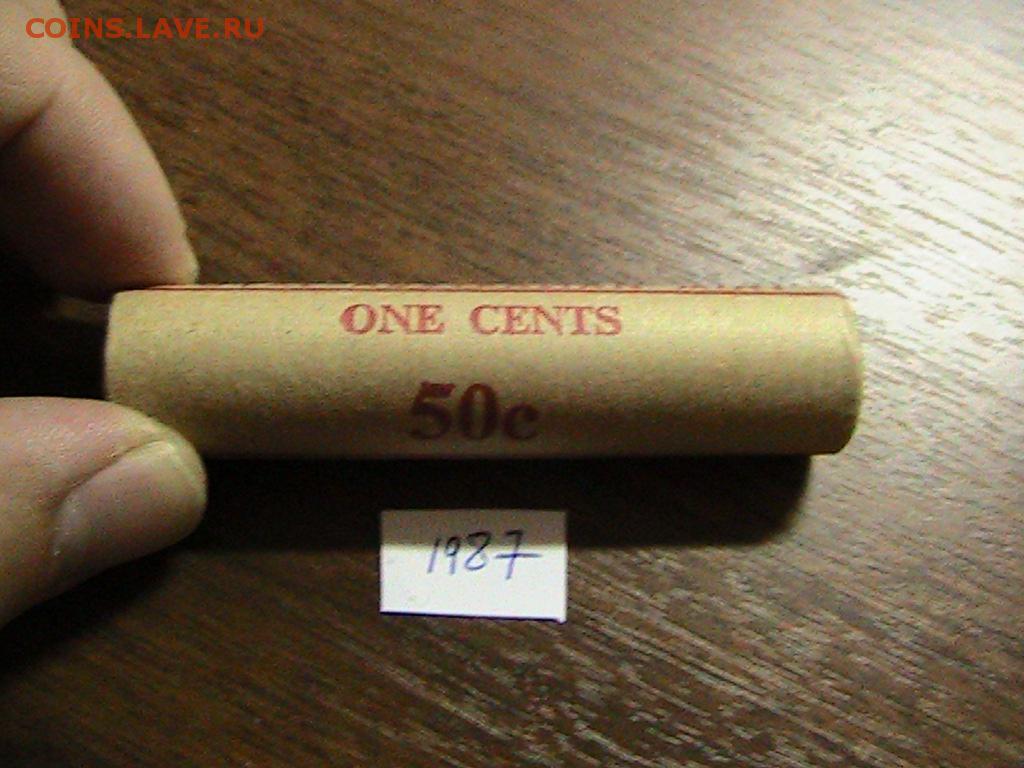 COINS.LAVE.RU
ONE CENTS
50c
1987